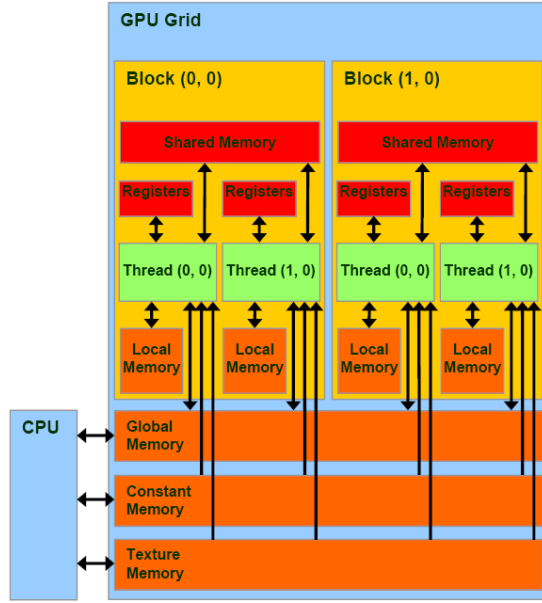 GPU Grid
Block (0, 0)
Block (1, 0)
Shared Memory
Shared Memory
Registers
Registers
Registers
Registers
Thread (0, 0)
Thread (1, 0)
Thread (0, 0)
Thread (1, 0)
Local
Memory
Local
Memory
Local
Memory
Local
Memory
CPU
Global
Memory
Constant
Memory
Texture
Memory